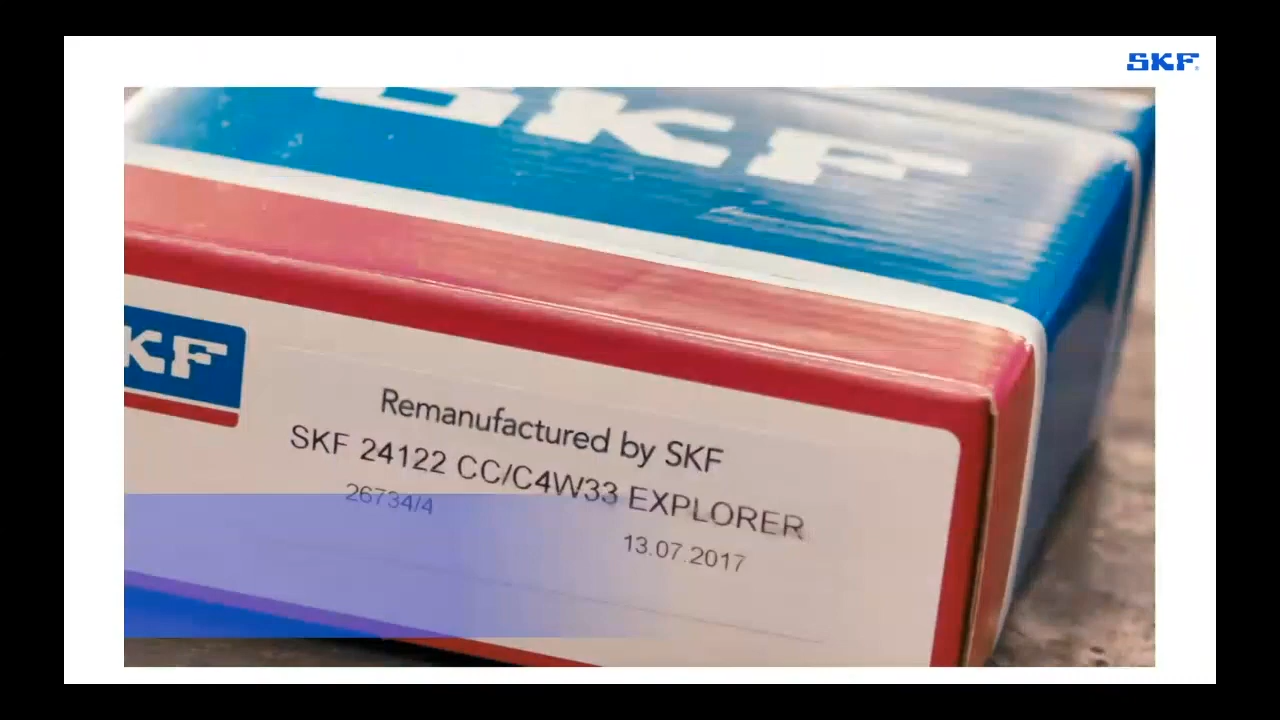 SKF
SKF
KF
Remanufactured by SKF
SKF 24122 CC/C4W33 EXPLORER
26734/4
13.07.2017